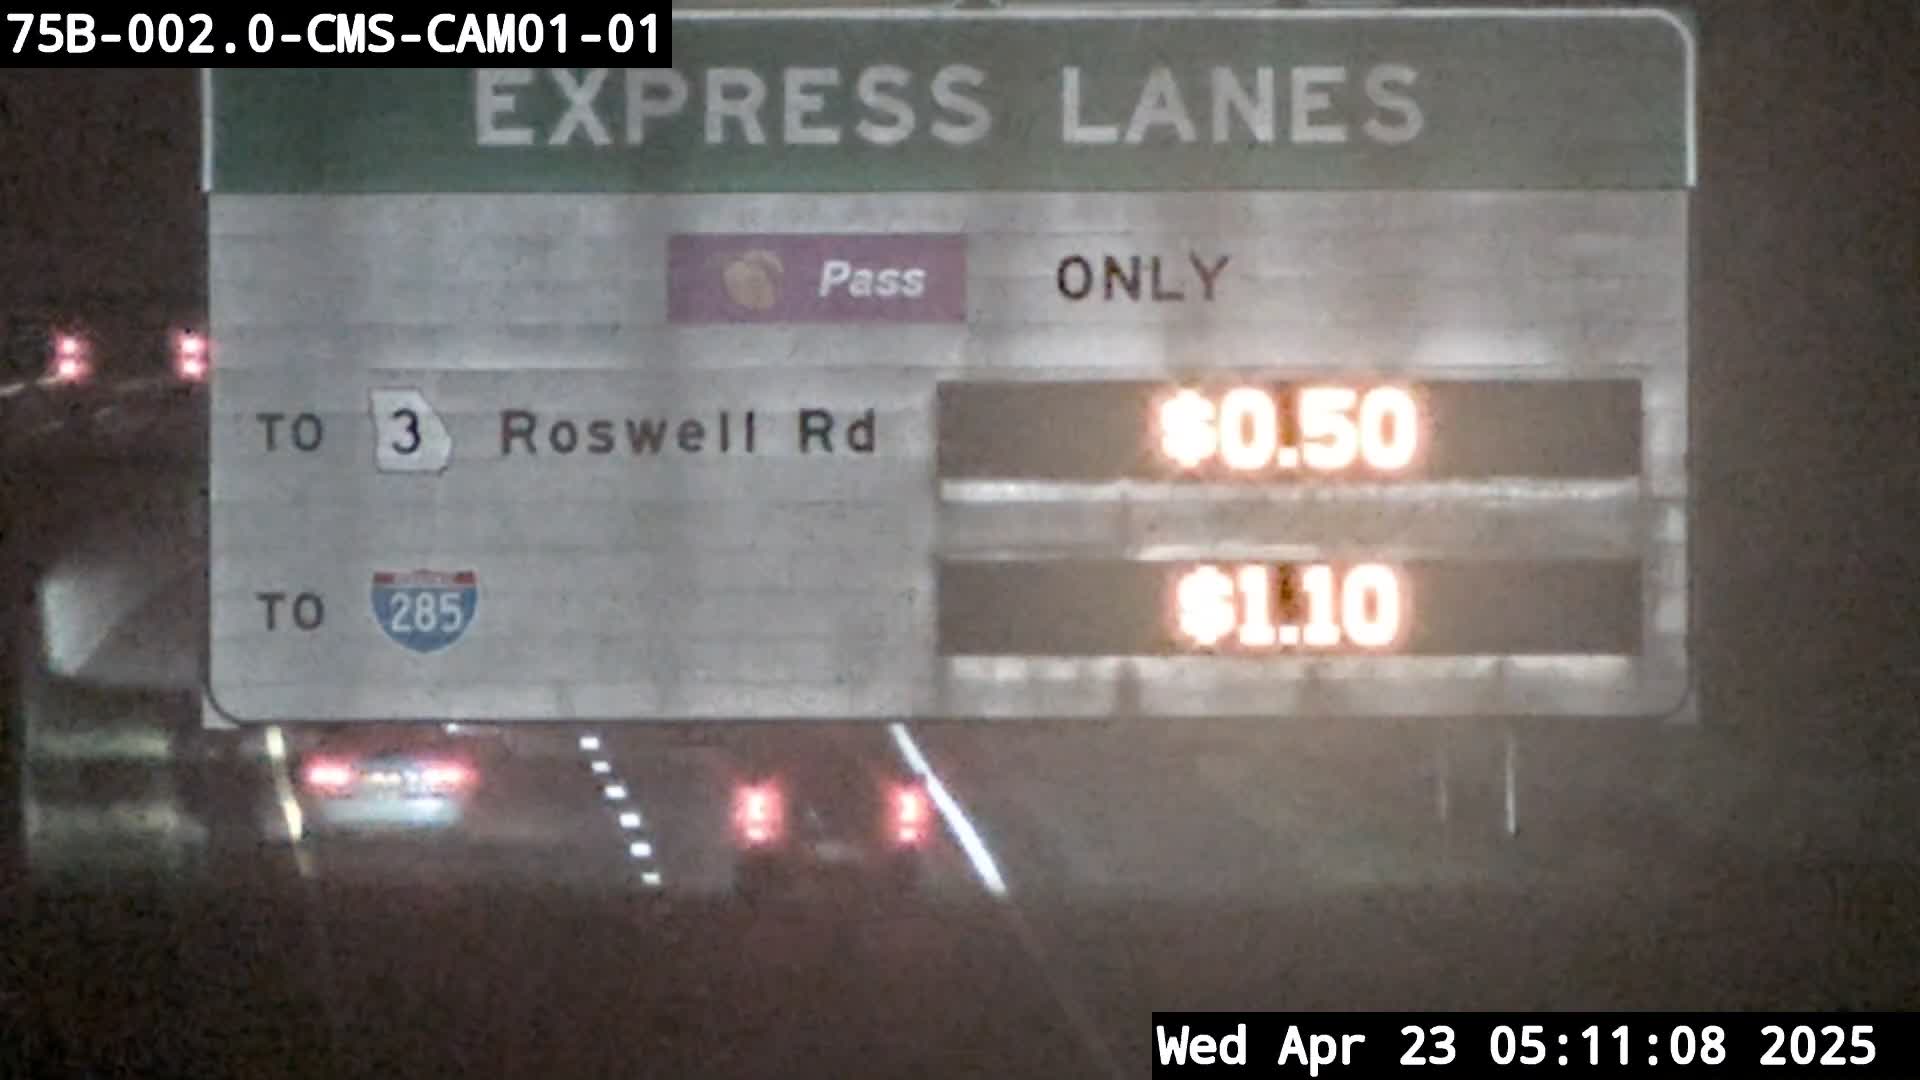 75B-002.0-CMS-CAM01-01
EXPRESS LANES
Pass ONLY
TO 3 Roswell Rd $0.50
TO 285 $1.10
Wed Apr 23 05:11:08 2025